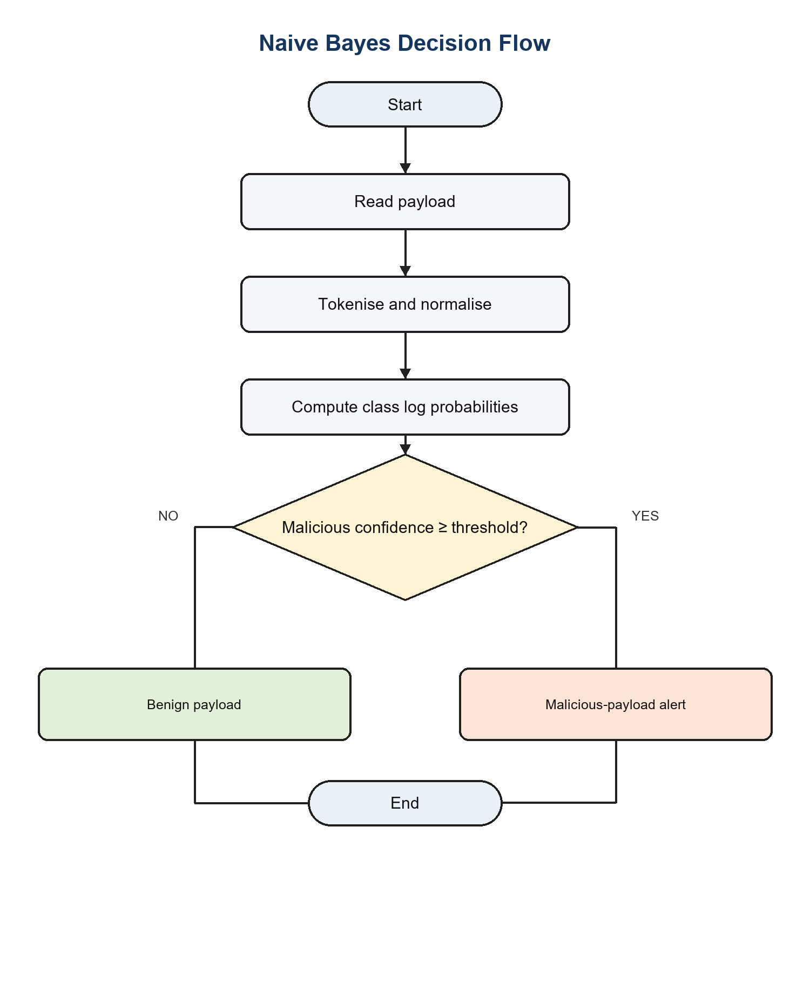 Naive Bayes Decision Flow
Start
Read payload
Tokenise and normalise
Compute class log probabilities
NO
Malicious confidence ≥ threshold?
YES
Benign payload
Malicious-payload alert
End